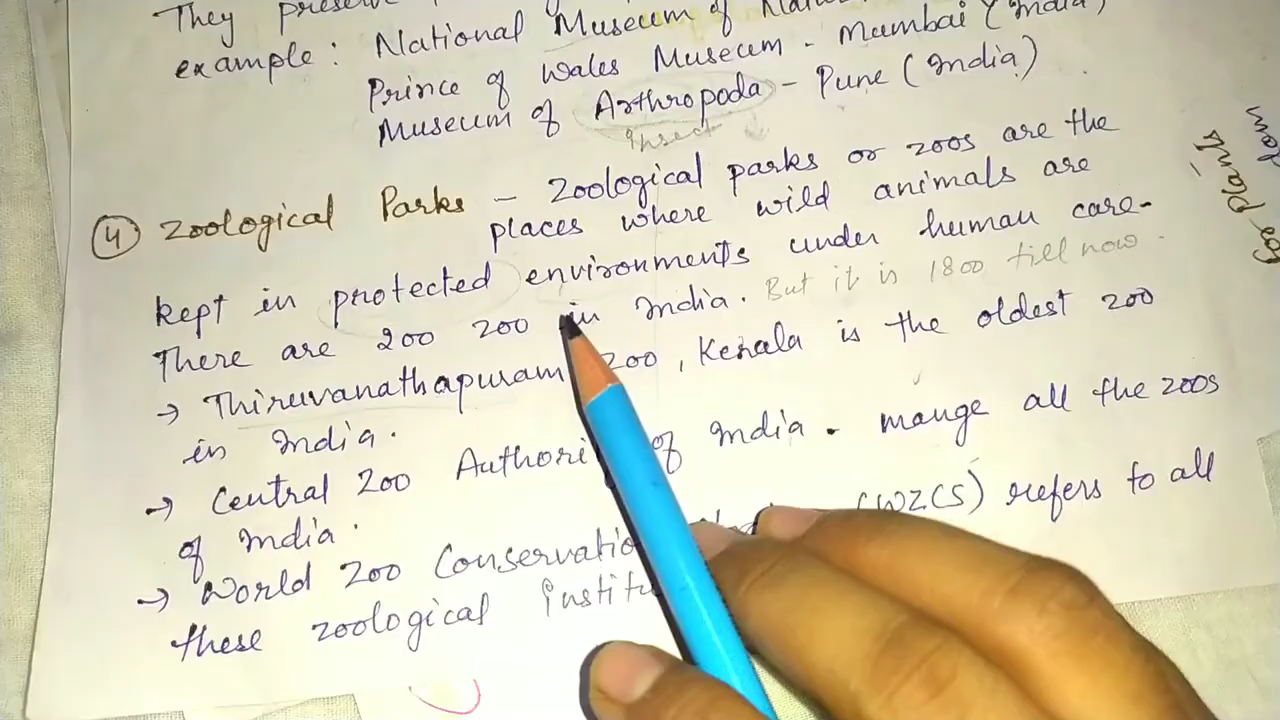 They preserve
example: National Museum of Natu
Prince of Wales Museum - Mumbai (India)
Museum of Arthropoda - Pune (India)
insect ↓
④ Zoological Parks - Zoological parks or zoos are the
places where wild animals are
kept in protected environments under human care.
There are 200 zoo in India. But it is 1800 till now.
→ Thiruvanathapuram zoo, Kerala is the oldest zoo
in India.
→ Central Zoo Authori of India. mange all the zoos
of India.
→ World Zoo Conservatio (WZCS) refers to all
these zoological institu
for plants